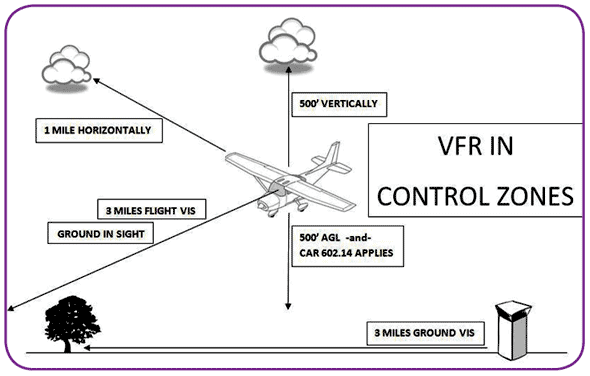 500' VERTICALLY
1 MILE HORIZONTALLY
VFR IN
CONTROL ZONES
3 MILES FLIGHT VIS
GROUND IN SIGHT
500' AGL -and-
CAR 602.14 APPLIES
3 MILES GROUND VIS